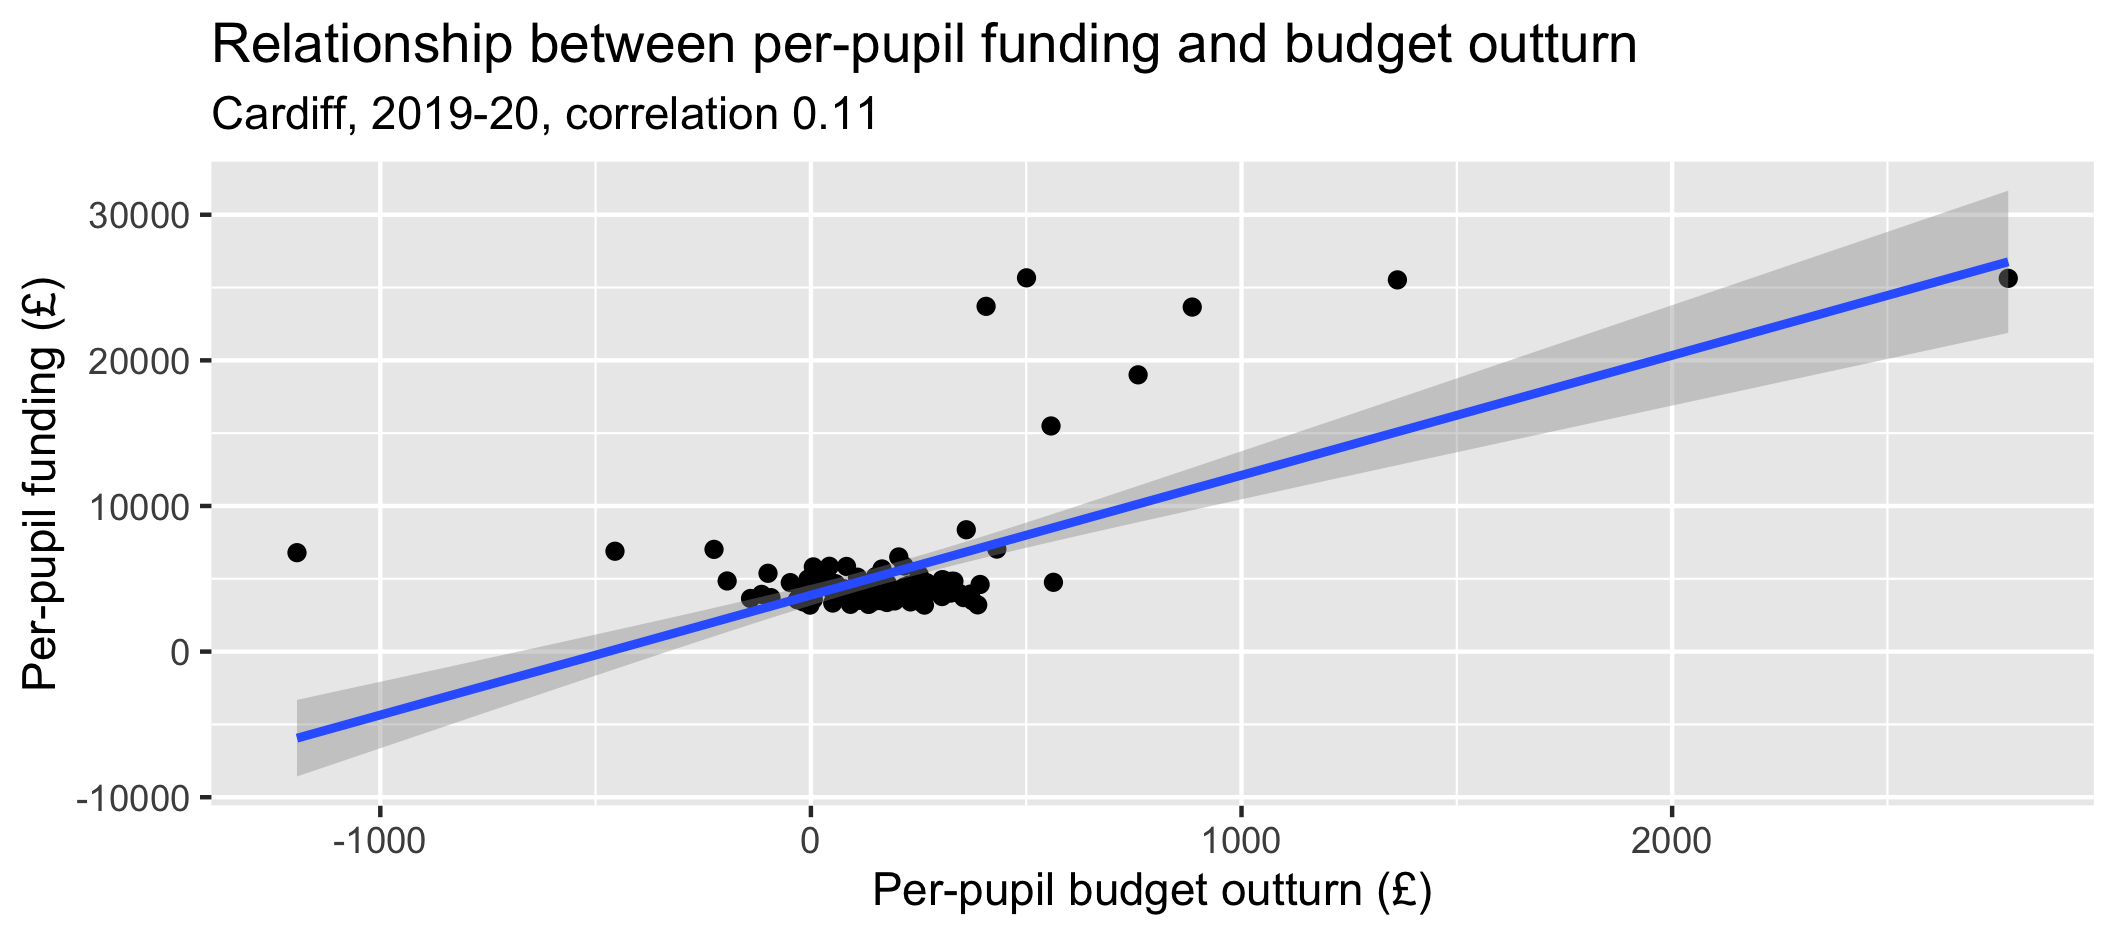 Relationship between per-pupil funding and budget outturn
Cardiff, 2019-20, correlation 0.11
Per-pupil funding (£)
30000
20000
10000
0
-10000
-1000
0
1000
2000
Per-pupil budget outturn (£)